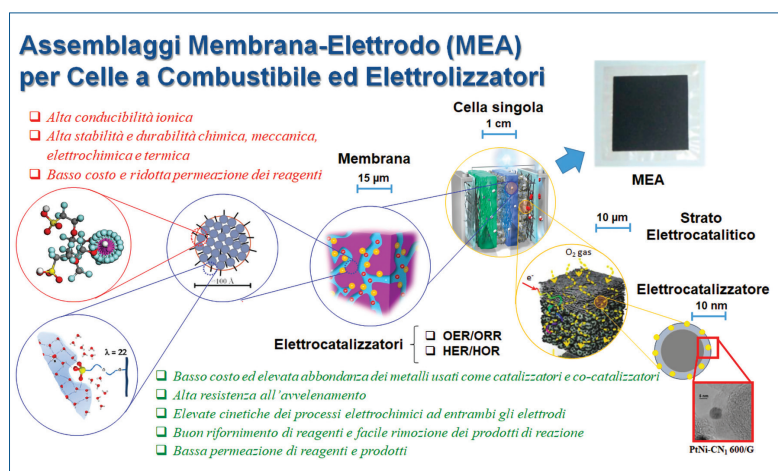 Assemblaggi Membrana-Elettrodo (MEA)
per Celle a Combustibile ed Elettrolizzatori
❑ Alta conducibilità ionica
❑ Alta stabilità e durabilità chimica, meccanica,
elettrochimica e termica
❑ Basso costo e ridotta permeazione dei reagenti
Cella singola
1 cm
Membrana
15 µm
MEA
10 µm
Strato
Elettrocatalitico
O₂ gas
e⁻
Elettrocatalizzatore
10 nm
100 Å
λ = 22
Elettrocatalizzatori
❑ OER/ORR
❑ HER/HOR
❑ Basso costo ed elevata abbondanza dei metalli usati come catalizzatori e co-catalizzatori
❑ Alta resistenza all'avvelenamento
❑ Elevate cinetiche dei processi elettrochimici ad entrambi gli elettrodi
❑ Buon rifornimento di reagenti e facile rimozione dei prodotti di reazione
❑ Bassa permeazione di reagenti e prodotti
PtNi-CN₁ 600/G